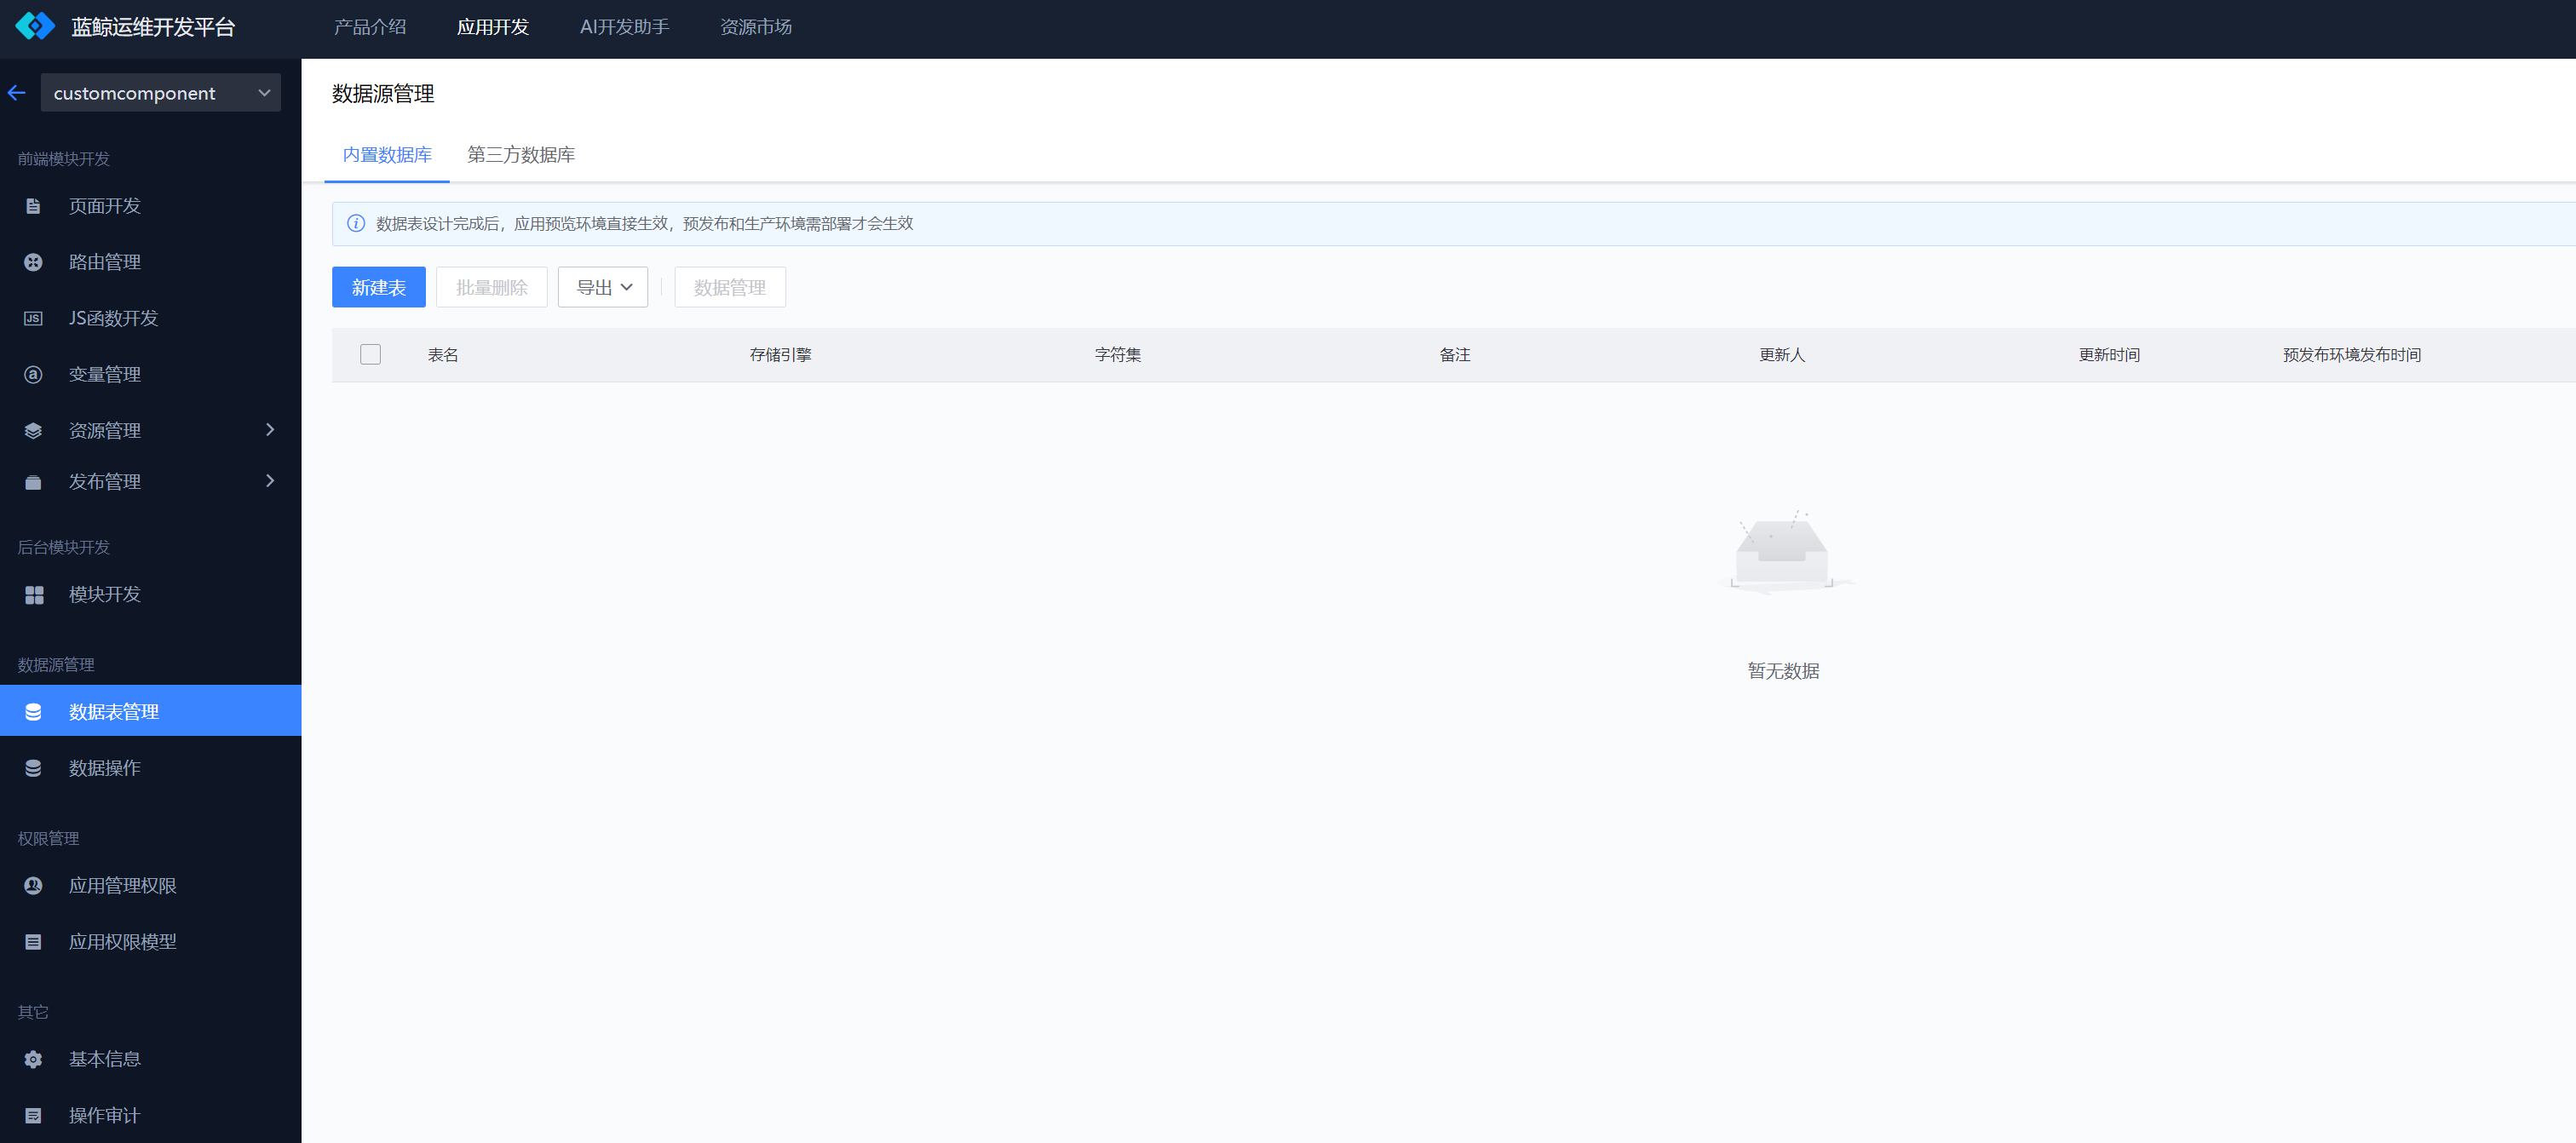 蓝鲸运维开发平台
产品介绍 应用开发 AI开发助手 资源市场
customcomponent
前端模块开发
页面开发
路由管理
JS函数开发
变量管理
资源管理
发布管理
后台模块开发
模块开发
数据源管理
数据表管理
数据操作
权限管理
应用管理权限
应用权限模型
其它
基本信息
操作审计
数据源管理
内置数据库 第三方数据库
数据表设计完成后，应用预览环境直接生效，预发布和生产环境需部署才会生效
新建表 批量删除 导出 数据管理
表名 存储引擎 字符集 备注 更新人 更新时间 预发布环境发布时间
暂无数据